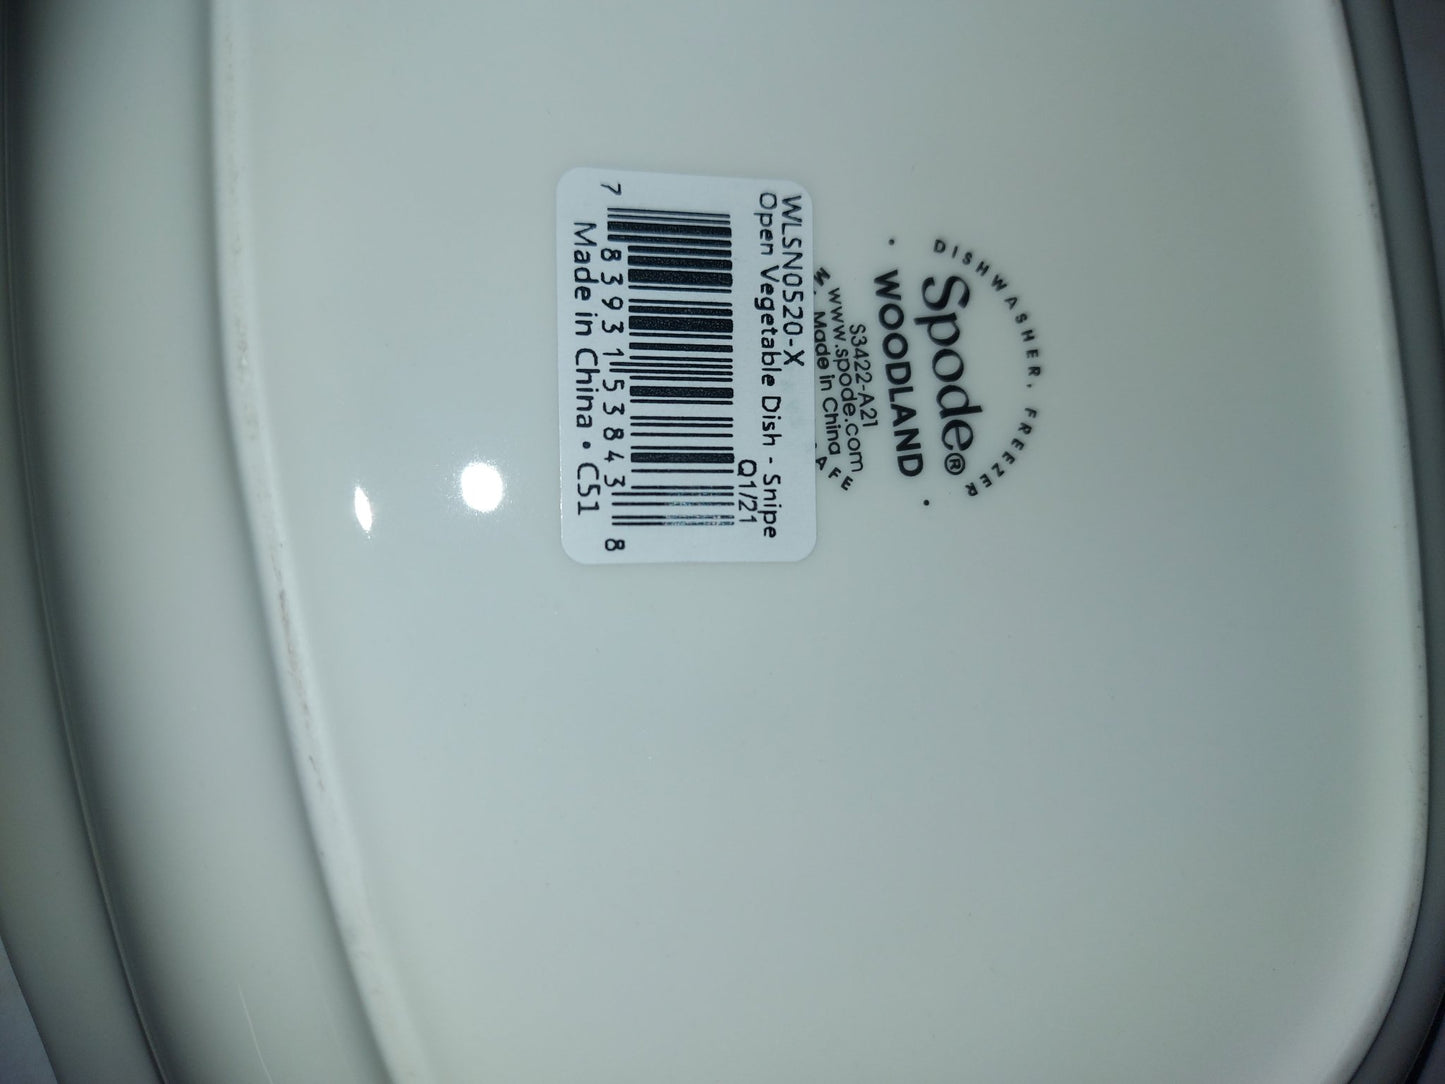 DISHWASHER, FREEZER
Spode®
WOODLAND
S3422-A21
www.spode.com
Made in China
AFE
WLSN0520-X
Open Vegetable Dish - Snipe
Q1/21
7 83931 53843 8
Made in China • C51